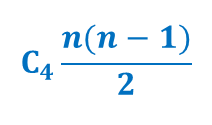 C₄ n(n − 1)/2